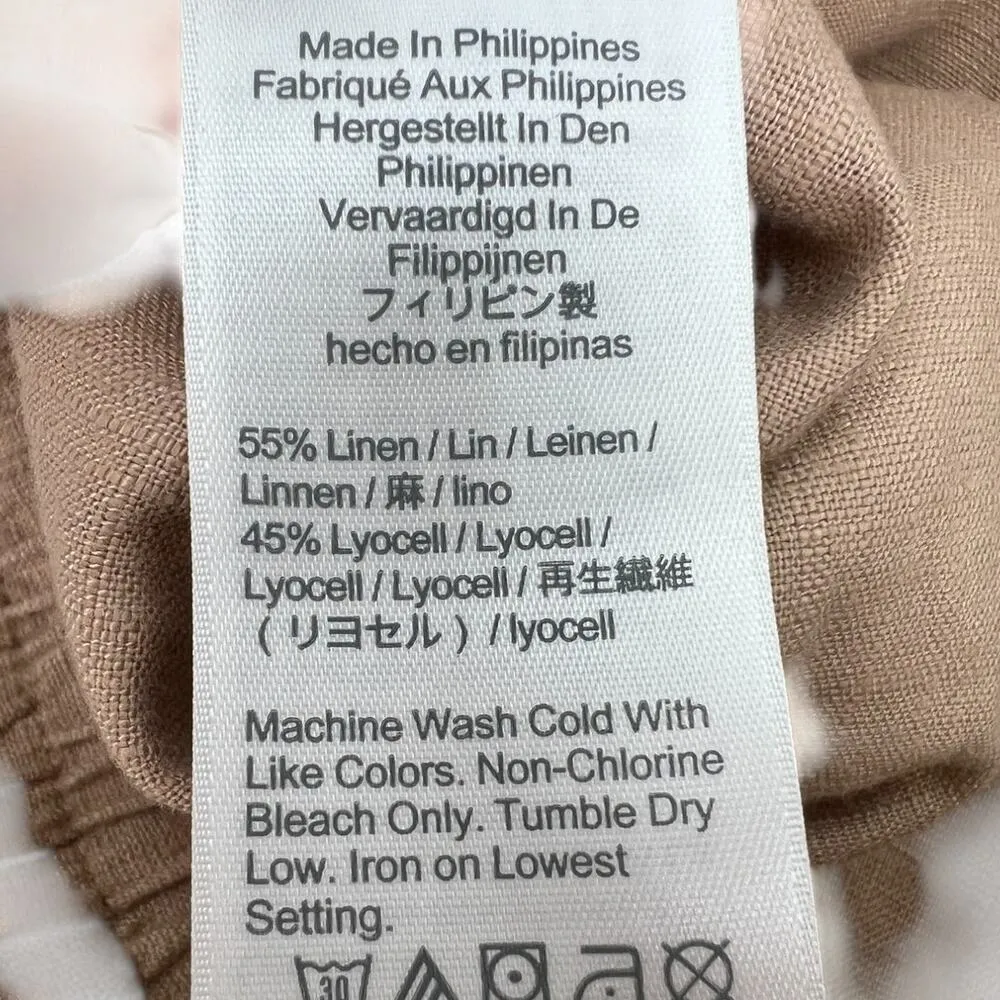 Made In Philippines
Fabriqué Aux Philippines
Hergestellt In Den
Philippinen
Vervaardigd In De
Filippijnen
フィリピン製
hecho en filipinas
55% Linen / Lin / Leinen /
Linnen / 麻 / lino
45% Lyocell / Lyocell /
Lyocell / Lyocell / 再生繊維
（リヨセル）/ lyocell
Machine Wash Cold With
Like Colors. Non-Chlorine
Bleach Only. Tumble Dry
Low. Iron on Lowest
Setting.
30